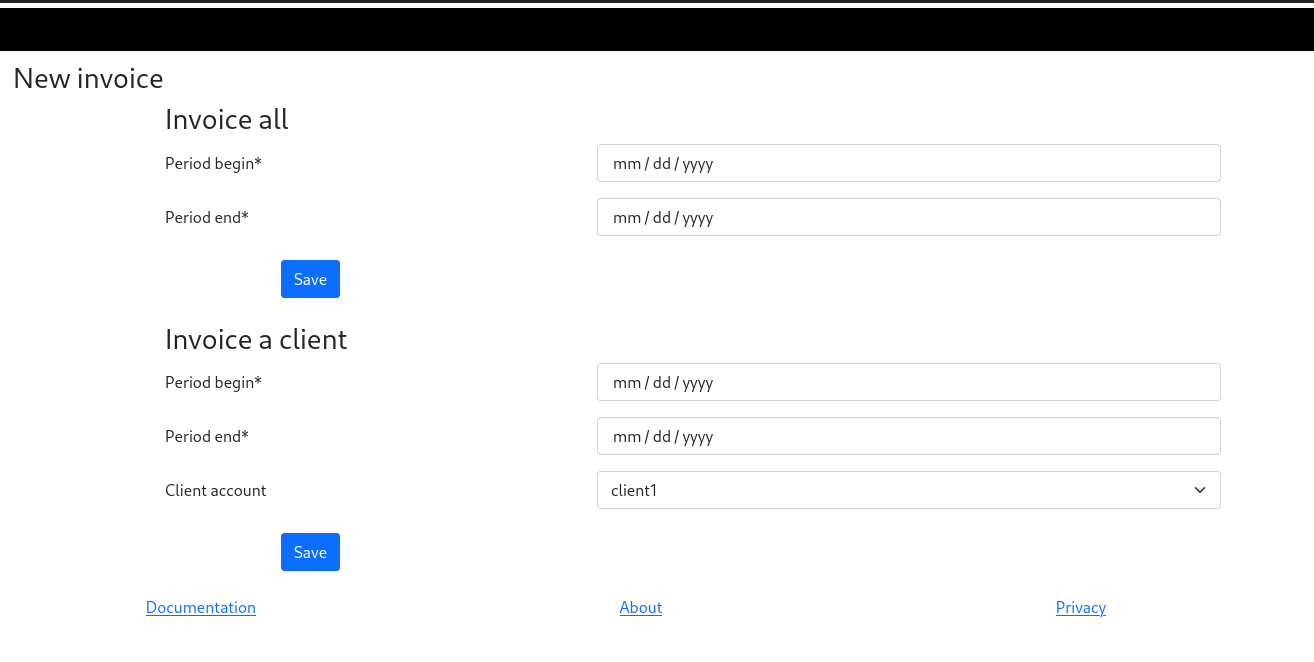 New invoice
Invoice all
Period begin* mm / dd / yyyy
Period end* mm / dd / yyyy
Save
Invoice a client
Period begin* mm / dd / yyyy
Period end* mm / dd / yyyy
Client account client1
Save
Documentation About Privacy